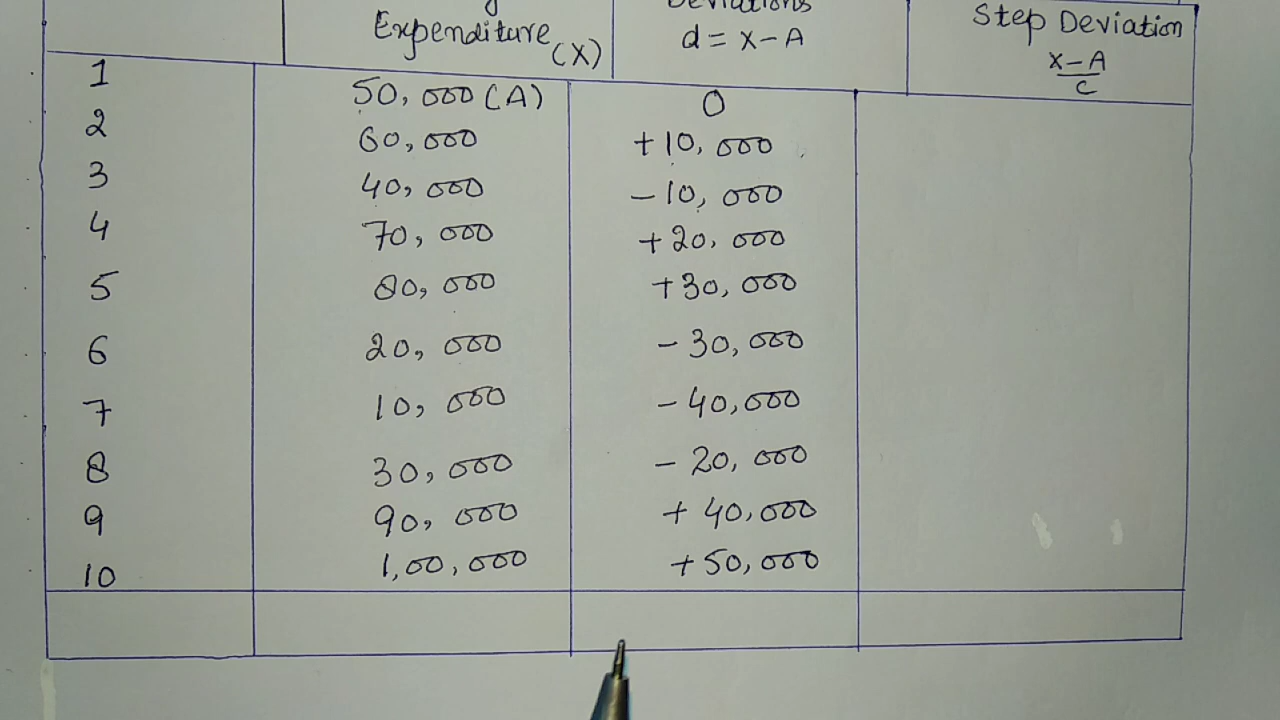 Expenditure (X)
Deviations
d = X - A
Step Deviation
X - A
C
1 50,000 (A) 0
2 60,000 +10,000
3 40,000 -10,000
4 70,000 +20,000
5 80,000 +30,000
6 20,000 -30,000
7 10,000 -40,000
8 30,000 -20,000
9 90,000 +40,000
10 1,00,000 +50,000